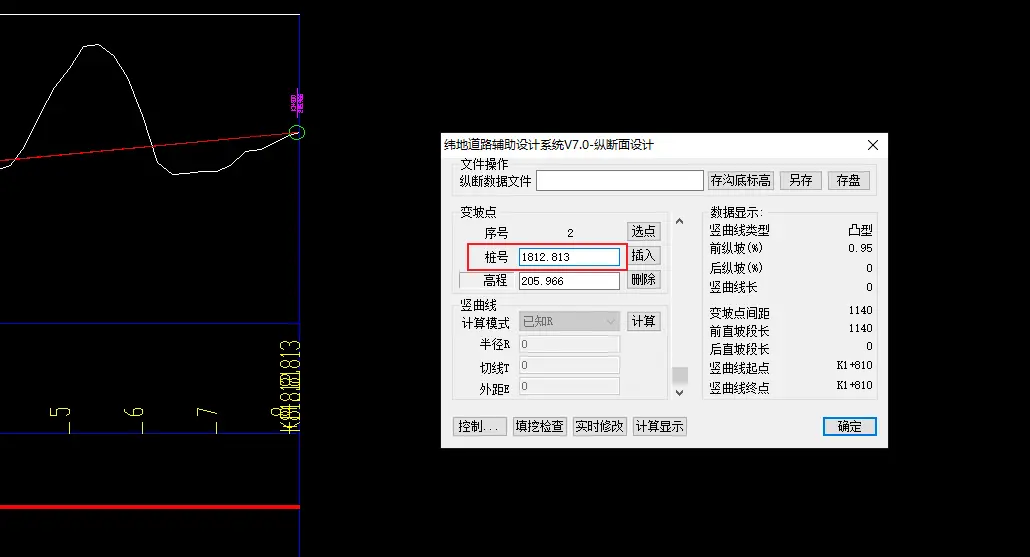 纬地道路辅助设计系统V7.0-纵断面设计
文件操作
纵断数据文件 存沟底标高 另存 存盘
变坡点
序号 2 选点
桩号 1812.813 插入
高程 205.966 删除
竖曲线
计算模式 已知R 计算
半径R 0
切线T 0
外距E 0
数据显示:
竖曲线类型 凸型
前纵坡(%) 0.95
后纵坡(%) 0
竖曲线长 0
变坡点间距 1140
前直坡段长 1140
后直坡段长 0
竖曲线起点 K1+810
竖曲线终点 K1+810
控制... 填挖检查 实时修改 计算显示 确定
5 6 7 8